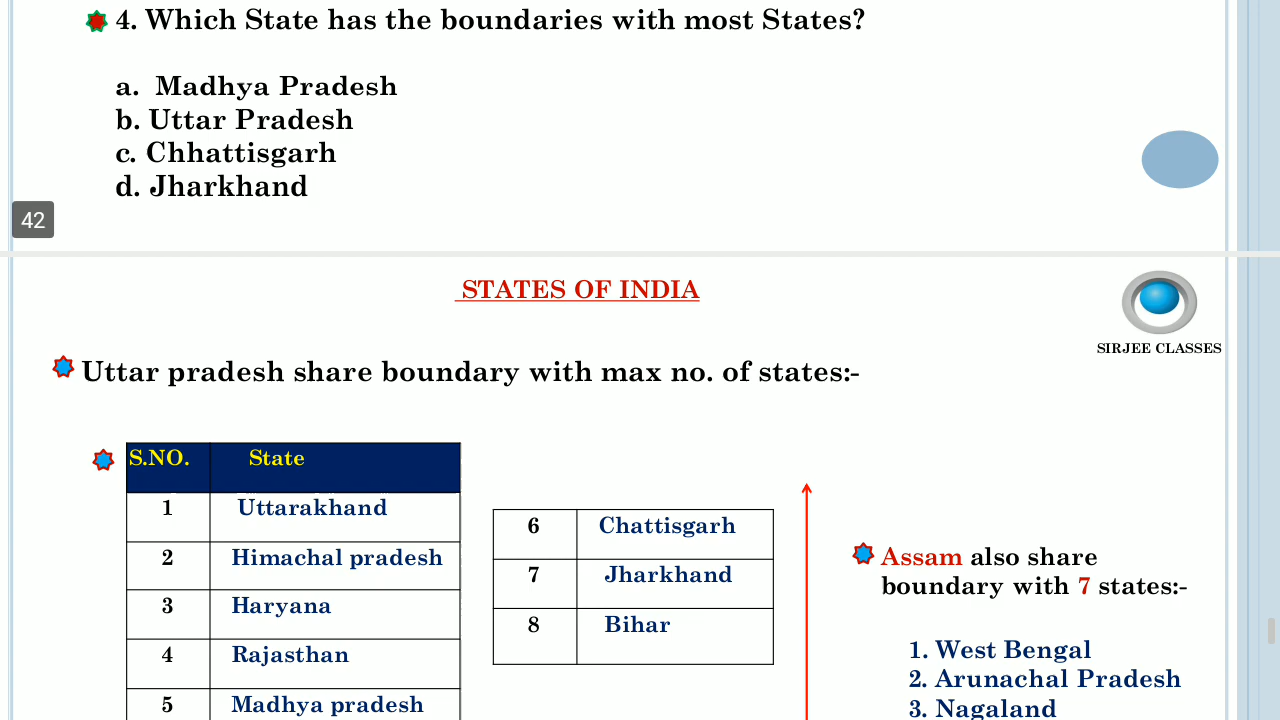 4. Which State has the boundaries with most States?
a. Madhya Pradesh
b. Uttar Pradesh
c. Chhattisgarh
d. Jharkhand
42
STATES OF INDIA
SIRJEE CLASSES
Uttar pradesh share boundary with max no. of states:-
S.NO. State
1 Uttarakhand
2 Himachal pradesh
3 Haryana
4 Rajasthan
5 Madhya pradesh
6 Chattisgarh
7 Jharkhand
8 Bihar
Assam also share
boundary with 7 states:-
1. West Bengal
2. Arunachal Pradesh
3. Nagaland